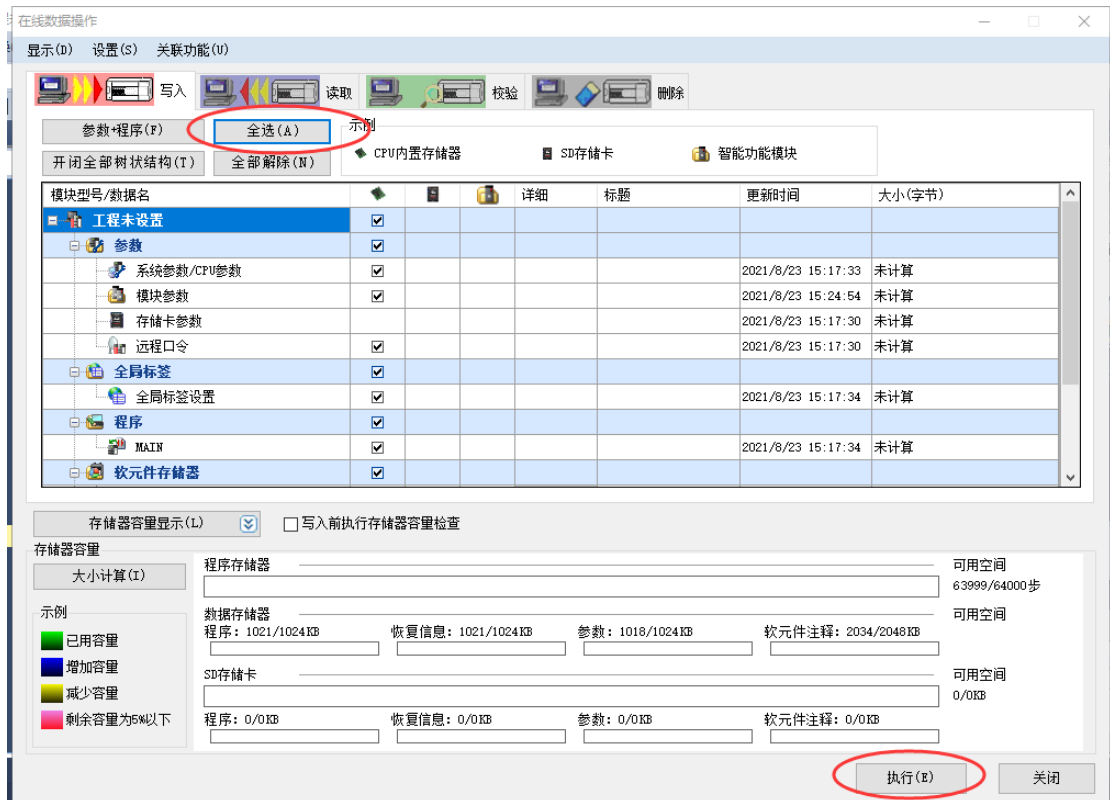 在线数据操作
显示(D) 设置(S) 关联功能(U)
写入 读取 校验 删除
参数+程序(F) 全选(A) 示例
开闭全部树状结构(T) 全部解除(N) CPU内置存储器 SD存储卡 智能功能模块
模块型号/数据名 详细 标题 更新时间 大小(字节)
工程未设置
参数
系统参数/CPU参数 2021/8/23 15:17:33 未计算
模块参数 2021/8/23 15:24:54 未计算
存储卡参数 2021/8/23 15:17:30 未计算
远程口令 2021/8/23 15:17:30 未计算
全局标签
全局标签设置 2021/8/23 15:17:34 未计算
程序
MAIN 2021/8/23 15:17:34 未计算
软元件存储器
存储器容量显示(L) 写入前执行存储器容量检查
存储器容量
大小计算(I)
示例
已用容量
增加容量
减少容量
剩余容量为5%以下
程序存储器 可用空间
63999/64000步
数据存储器 可用空间
程序: 1021/1024KB 恢复信息: 1021/1024KB 参数: 1018/1024KB 软元件注释: 2034/2048KB
SD存储卡 可用空间
0/0KB
程序: 0/0KB 恢复信息: 0/0KB 参数: 0/0KB 软元件注释: 0/0KB
执行(E) 关闭